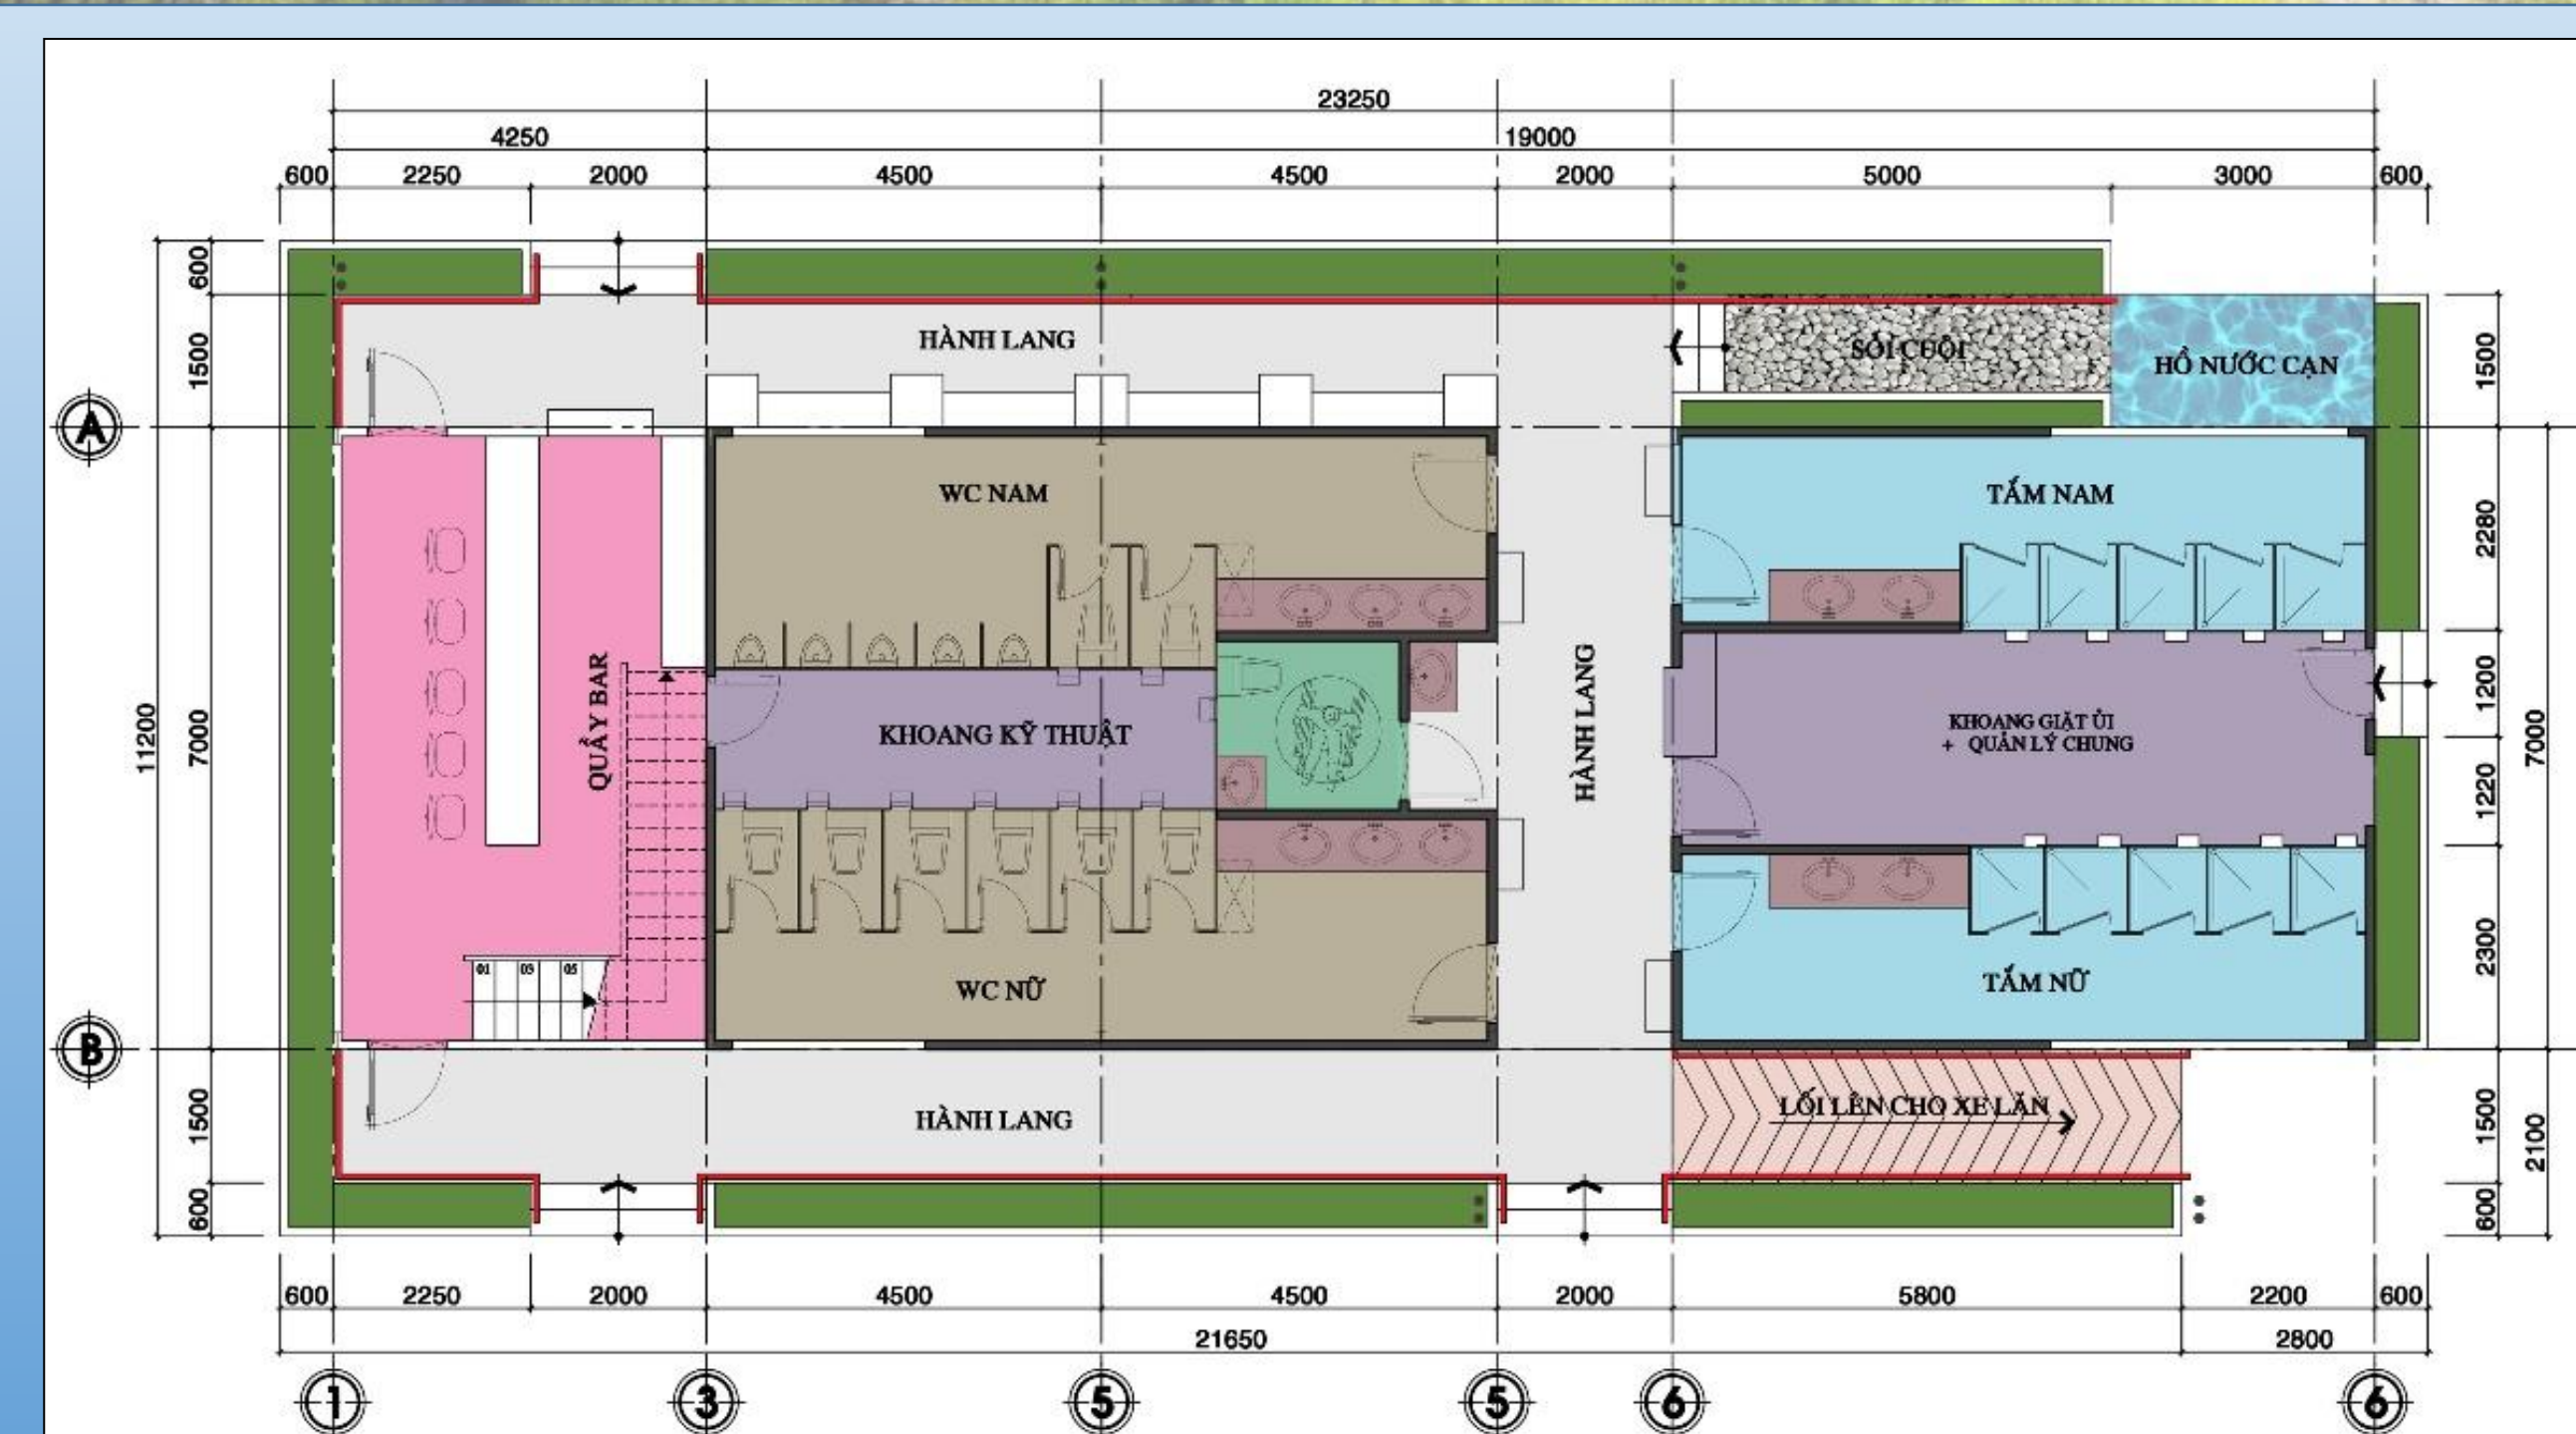 23250
4250 19000
600 2250 2000 4500 4500 2000 5000 3000 600
600
1500
HÀNH LANG
SỎI CUỘI
HỒ NƯỚC CẠN
1500
A
WC NAM
TẮM NAM
2280
QUẦY BAR
KHOANG KỸ THUẬT
HÀNH LANG
KHOANG GIẶT ỦI
+ QUẢN LÝ CHUNG
11200
7000
1200
1220
7000
01 03 05
WC NỮ
TẮM NỮ
2300
B
1500
HÀNH LANG
LỐI LÊN CHO XE LĂN
1500
2100
600
600
600 2250 2000 4500 4500 2000 5800 2200 600
21650 2800
1 3 5 5 6 6